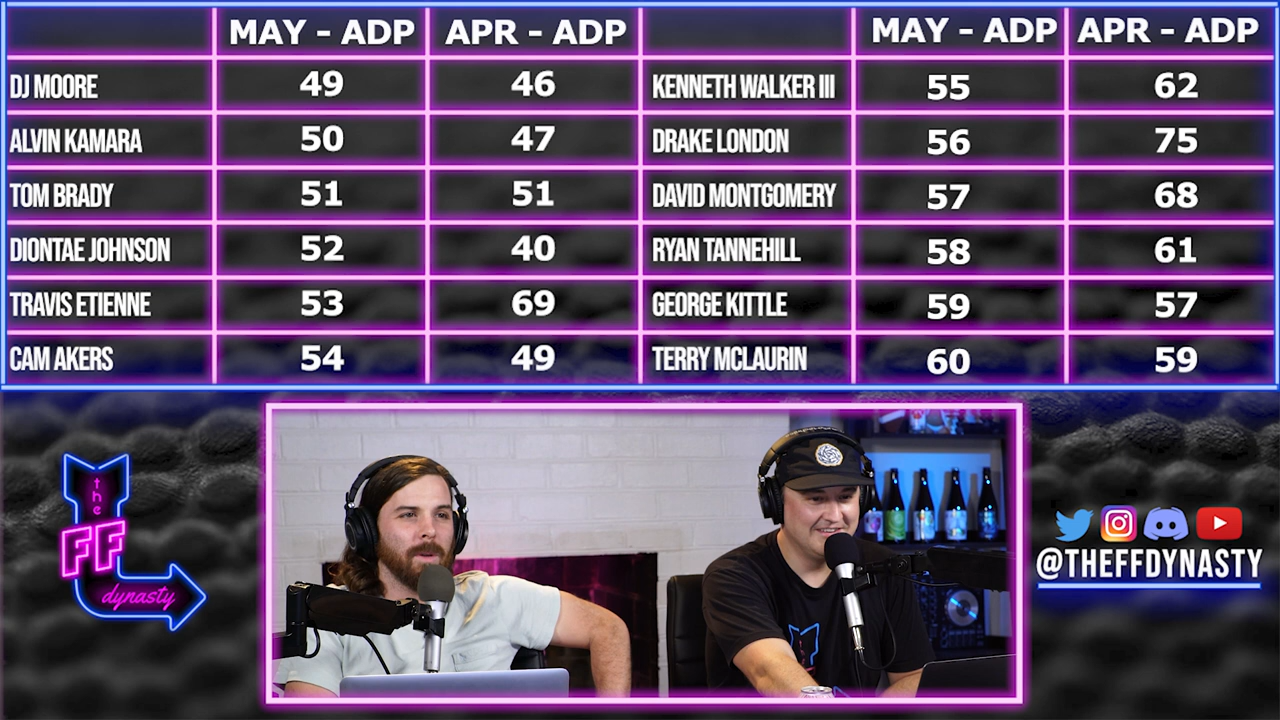 MAY - ADP APR - ADP MAY - ADP APR - ADP
DJ MOORE 49 46 KENNETH WALKER III 55 62
ALVIN KAMARA 50 47 DRAKE LONDON 56 75
TOM BRADY 51 51 DAVID MONTGOMERY 57 68
DIONTAE JOHNSON 52 40 RYAN TANNEHILL 58 61
TRAVIS ETIENNE 53 69 GEORGE KITTLE 59 57
CAM AKERS 54 49 TERRY MCLAURIN 60 59
the
FF
dynasty
@THEFFDYNASTY